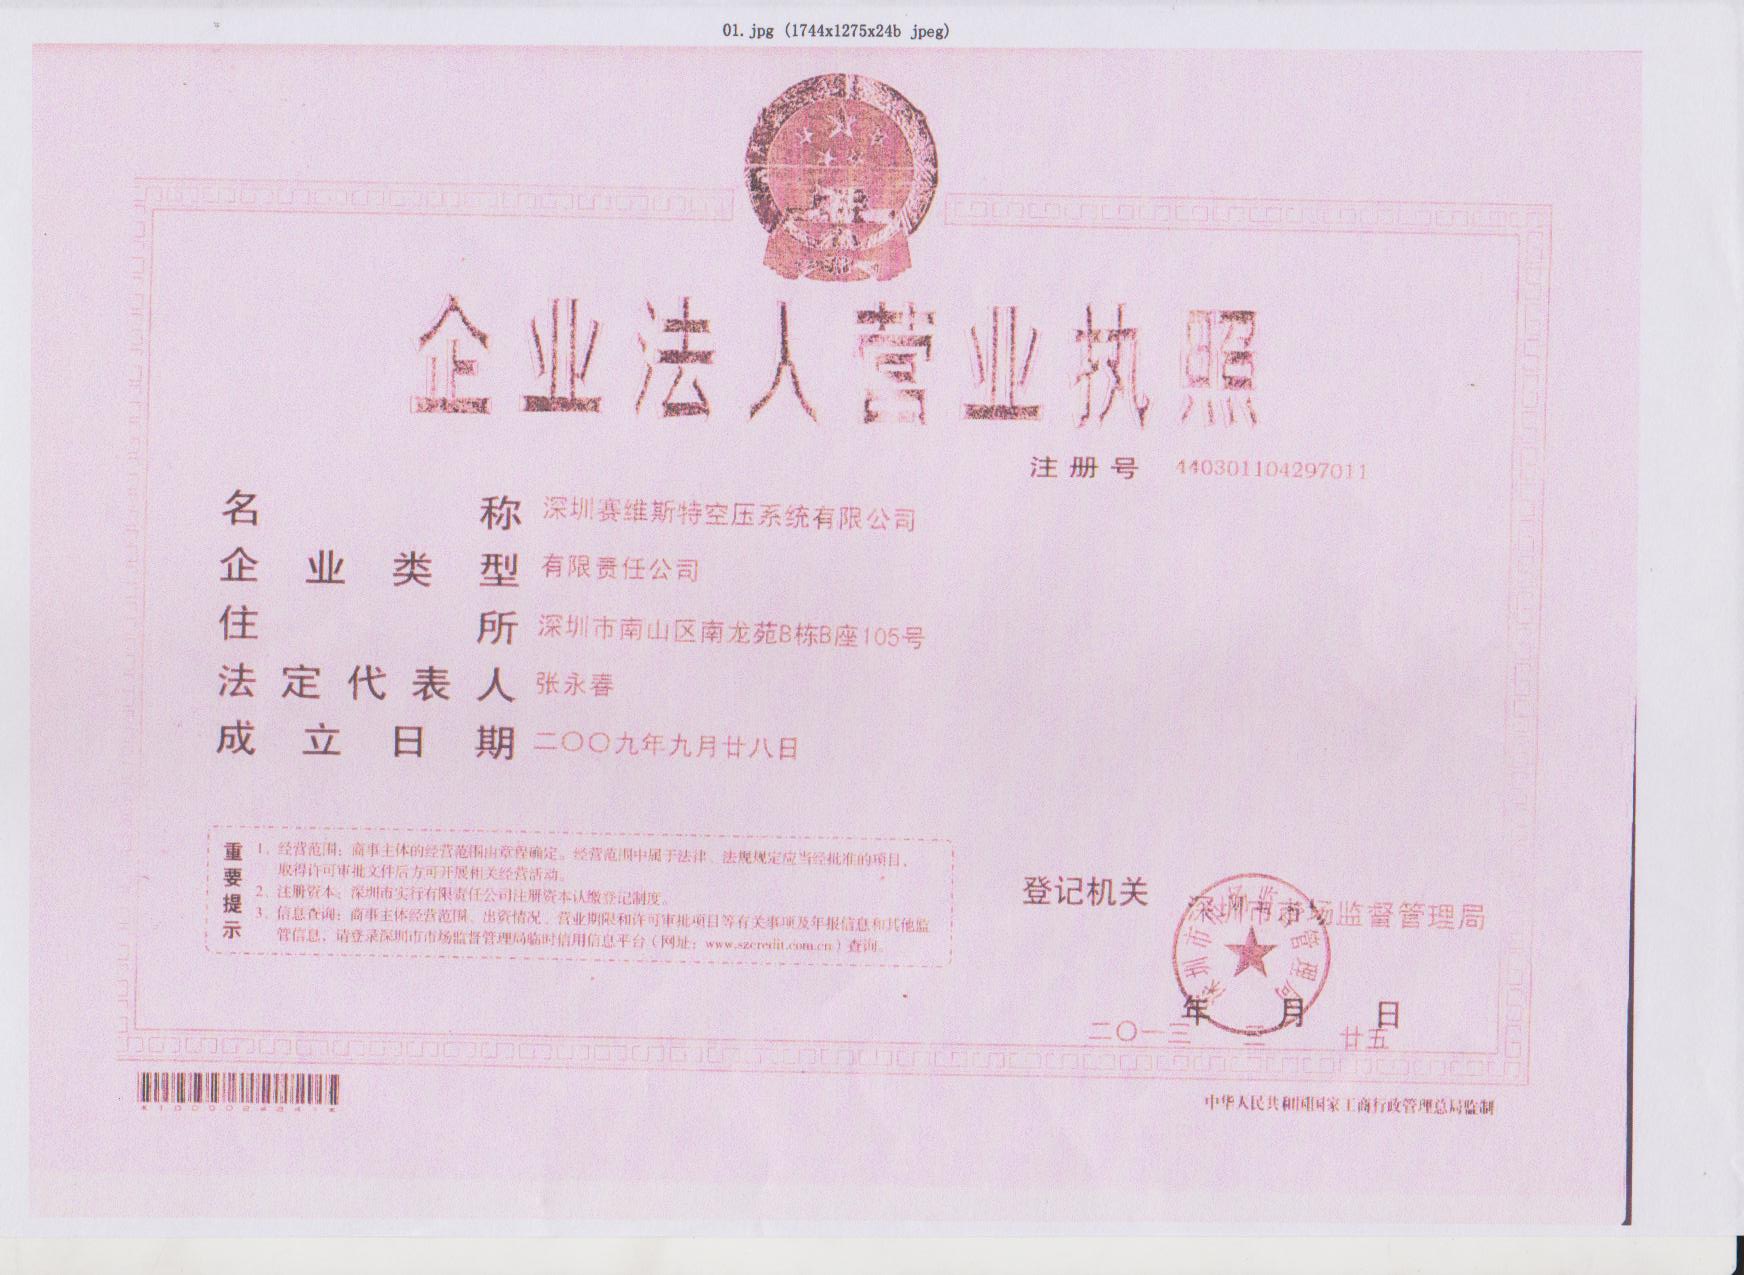 01.jpg (1744x1275x24b jpeg)
企业法人营业执照
注册号 440301104297011
名称 深圳赛维斯特空压系统有限公司
企业类型 有限责任公司
住所 深圳市南山区南龙苑B栋B座105号
法定代表人 张永春
成立日期 二〇〇九年九月廿八日
重要提示
1、经营范围：商事主体的经营范围由章程确定。经营范围中属于法律、法规规定应当经批准的项目，
取得许可审批文件后方可开展相关经营活动。
2、注册资本：深圳市实行有限责任公司注册资本认缴登记制度。
3、信息查询：商事主体经营范围、出资情况、营业期限和许可审批项目等有关事项及年报信息和其他监
管信息，请登录深圳市市场监督管理局临时信用信息平台（网址：www.szcredit.com.cn）查询。
登记机关 深圳市市场监督管理局
深圳市市场监督管理局
年 月 日
二〇一三 廿五
中华人民共和国国家工商行政管理总局监制